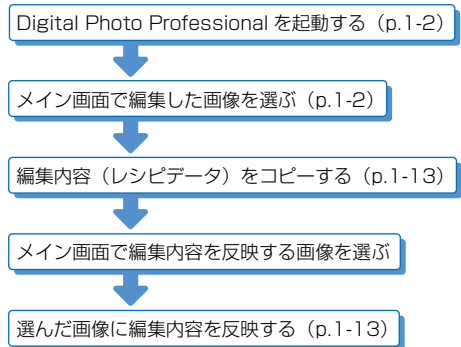 Digital Photo Professional を起動する（p.1-2）
メイン画面で編集した画像を選ぶ（p.1-2）
編集内容（レシピデータ）をコピーする（p.1-13）
メイン画面で編集内容を反映する画像を選ぶ
選んだ画像に編集内容を反映する（p.1-13）